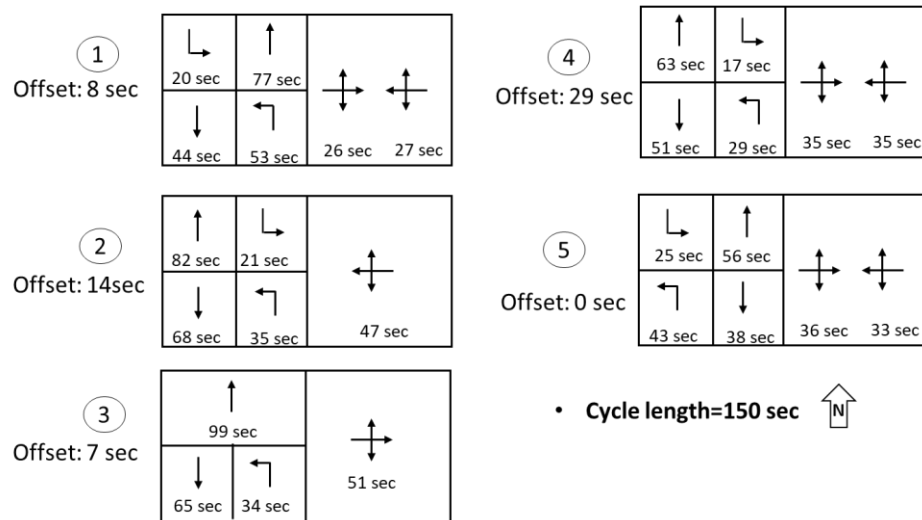 1
Offset: 8 sec
20 sec 77 sec
44 sec 53 sec 26 sec 27 sec
2
Offset: 14sec
82 sec 21 sec
68 sec 35 sec 47 sec
3
Offset: 7 sec
99 sec
65 sec 34 sec 51 sec
4
Offset: 29 sec
63 sec 17 sec
51 sec 29 sec 35 sec 35 sec
5
Offset: 0 sec
25 sec 56 sec
43 sec 38 sec 36 sec 33 sec
• Cycle length=150 sec N